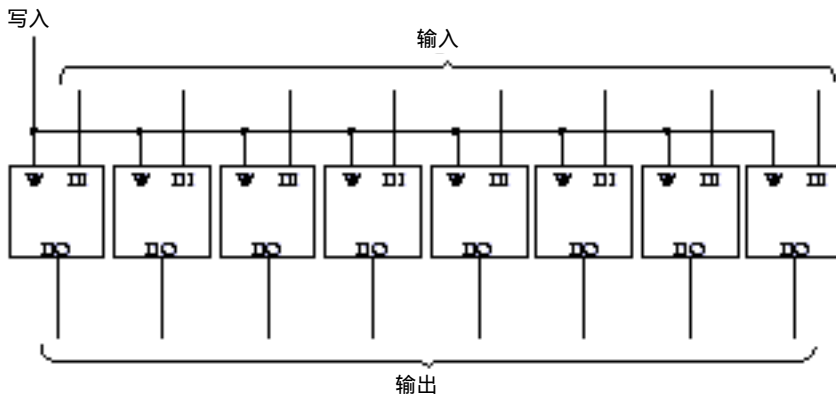 写入
输入
W DI W DI W DI W DI W DI W DI W DI W DI
DO DO DO DO DO DO DO DO
输出